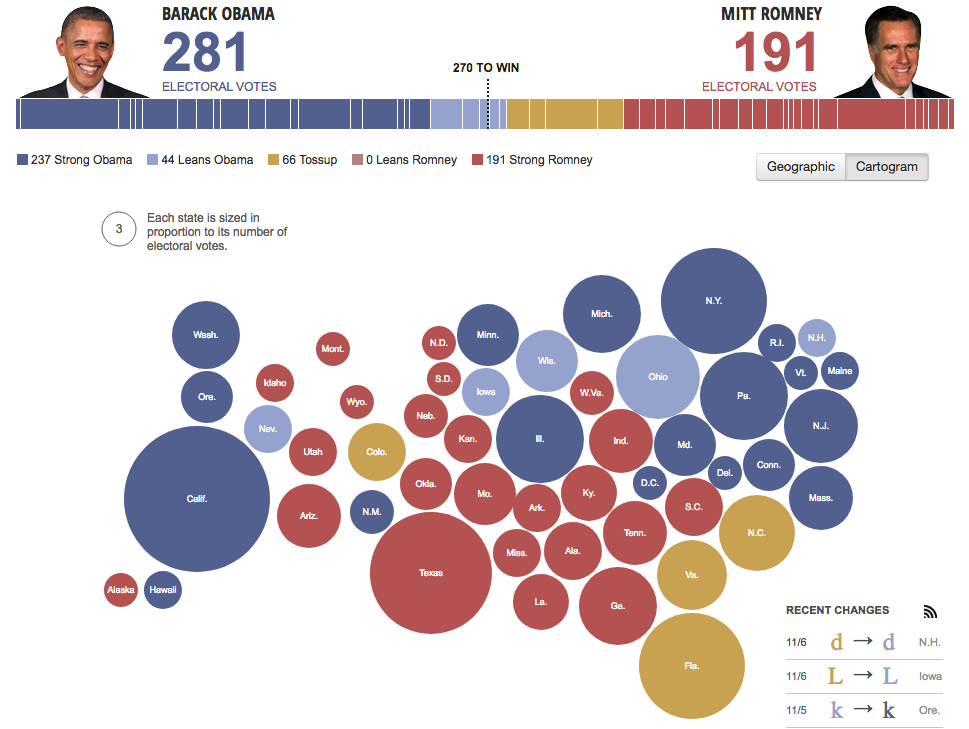 BARACK OBAMA
281
ELECTORAL VOTES
MITT ROMNEY
191
ELECTORAL VOTES
270 TO WIN
237 Strong Obama 44 Leans Obama 66 Tossup 0 Leans Romney 191 Strong Romney
Geographic Cartogram
3
Each state is sized in
proportion to its number of
electoral votes.
N.Y.
Mich.
Wash.
Minn.
N.D.
Mont.
R.I.
N.H.
Wis.
Vt.
Maine
Ohio
S.D.
Idaho
Iowa
W.Va.
Ore.
Pa.
Wyo.
Neb.
N.J.
Nev.
Kan.
Ill.
Ind.
Md.
Utah
Colo.
Conn.
Del.
Okla.
D.C.
Calif.
Mo.
Ky.
Mass.
Ark.
S.C.
N.M.
Ariz.
Tenn.
N.C.
Miss.
Ala.
Texas
Va.
Alaska
Hawaii
La.
Ga.
Fla.
RECENT CHANGES
11/6 d → d N.H.
11/6 L → L Iowa
11/5 k → k Ore.